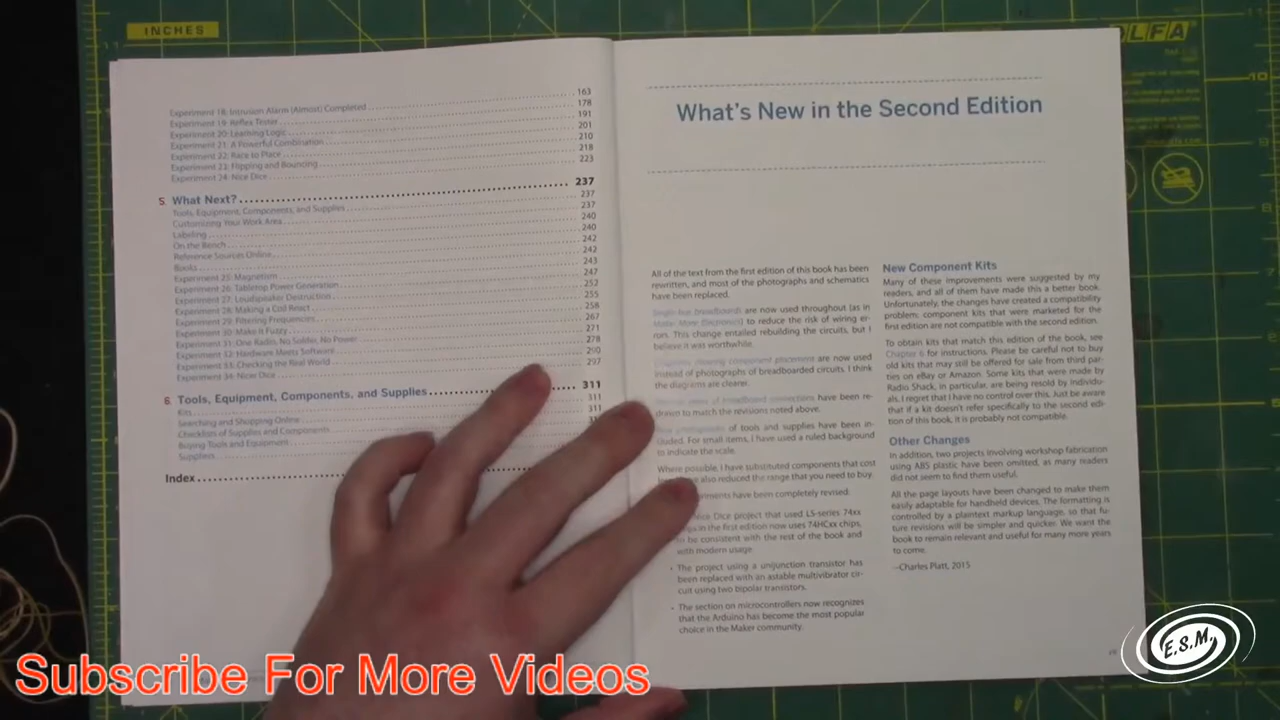 INCHES
OLFA
Experiment 18: Intrusion Alarm (Almost) Completed 163
Experiment 19: Reflex Tester 178
Experiment 20: Learning Logic 191
Experiment 21: A Powerful Combination 201
Experiment 22: Race to Place 210
Experiment 23: Flipping and Bouncing 218
Experiment 24: Nice Dice 223
5. What Next? 237
Tools, Equipment, Components, and Supplies 237
Customizing Your Work Area 237
Labeling 240
On the Bench 240
Reference Sources Online 242
Books 242
Experiment 25: Magnetism 243
Experiment 26: Tabletop Power Generation 247
Experiment 27: Loudspeaker Destruction 252
Experiment 28: Making a Coil React 255
Experiment 29: Filtering Frequencies 258
Experiment 30: Make It Fuzzy 267
Experiment 31: One Radio, No Solder, No Power 271
Experiment 32: Hardware Meets Software 278
Experiment 33: Checking the Real World 290
Experiment 34: Nice Dice 297
6. Tools, Equipment, Components, and Supplies 311
Kits 311
Searching and Shopping Online 311
Checklists of Supplies and Components
Buying Tools and Equipment
Suppliers
Index
What's New in the Second Edition
All of the text from the first edition of this book has been
rewritten, and most of the photographs and schematics
have been replaced.
Single-bus breadboards are now used throughout (as in
Make: More Electronics) to reduce the risk of wiring er-
rors. This change entailed rebuilding the circuits, but I
believe it was worthwhile.
Diagrams showing component placement are now used
instead of photographs of breadboarded circuits. I think
the diagrams are clearer.
views of breadboard connections have been re-
drawn to match the revisions noted above.
New photographs of tools and supplies have been in-
cluded. For small items, I have used a ruled background
to indicate the scale.
Where possible, I have substituted components that cost
also reduced the range that you need to buy.
experiments have been completely revised:
Nice Dice project that used LS-series 74xx
in the first edition now uses 74HCxx chips,
to be consistent with the rest of the book and
with modern usage.
• The project using a unijunction transistor has
been replaced with an astable multivibrator cir-
cuit using two bipolar transistors.
• The section on microcontrollers now recognizes
that the Arduino has become the most popular
choice in the Maker community.
New Component Kits
Many of these improvements were suggested by my
readers, and all of them have made this a better book.
Unfortunately, the changes have created a compatibility
problem: component kits that were marketed for the
first edition are not compatible with the second edition.
To obtain kits that match this edition of the book, see
Chapter 6 for instructions. Please be careful not to buy
old kits that may still be offered for sale from third par-
ties on eBay or Amazon. Some kits that were made by
Radio Shack, in particular, are being resold by individu-
als. I regret that I have no control over this. Just be aware
that if a kit doesn't refer specifically to the second edi-
tion of this book, it is probably not compatible.
Other Changes
In addition, two projects involving workshop fabrication
using ABS plastic have been omitted, as many readers
did not seem to find them useful.
All the page layouts have been changed to make them
easily adaptable for handheld devices. The formatting is
controlled by a plaintext markup language, so that fu-
ture revisions will be simpler and quicker. We want the
book to remain relevant and useful for many more years
to come.
—Charles Platt, 2015
Subscribe For More Videos
E.S.M.